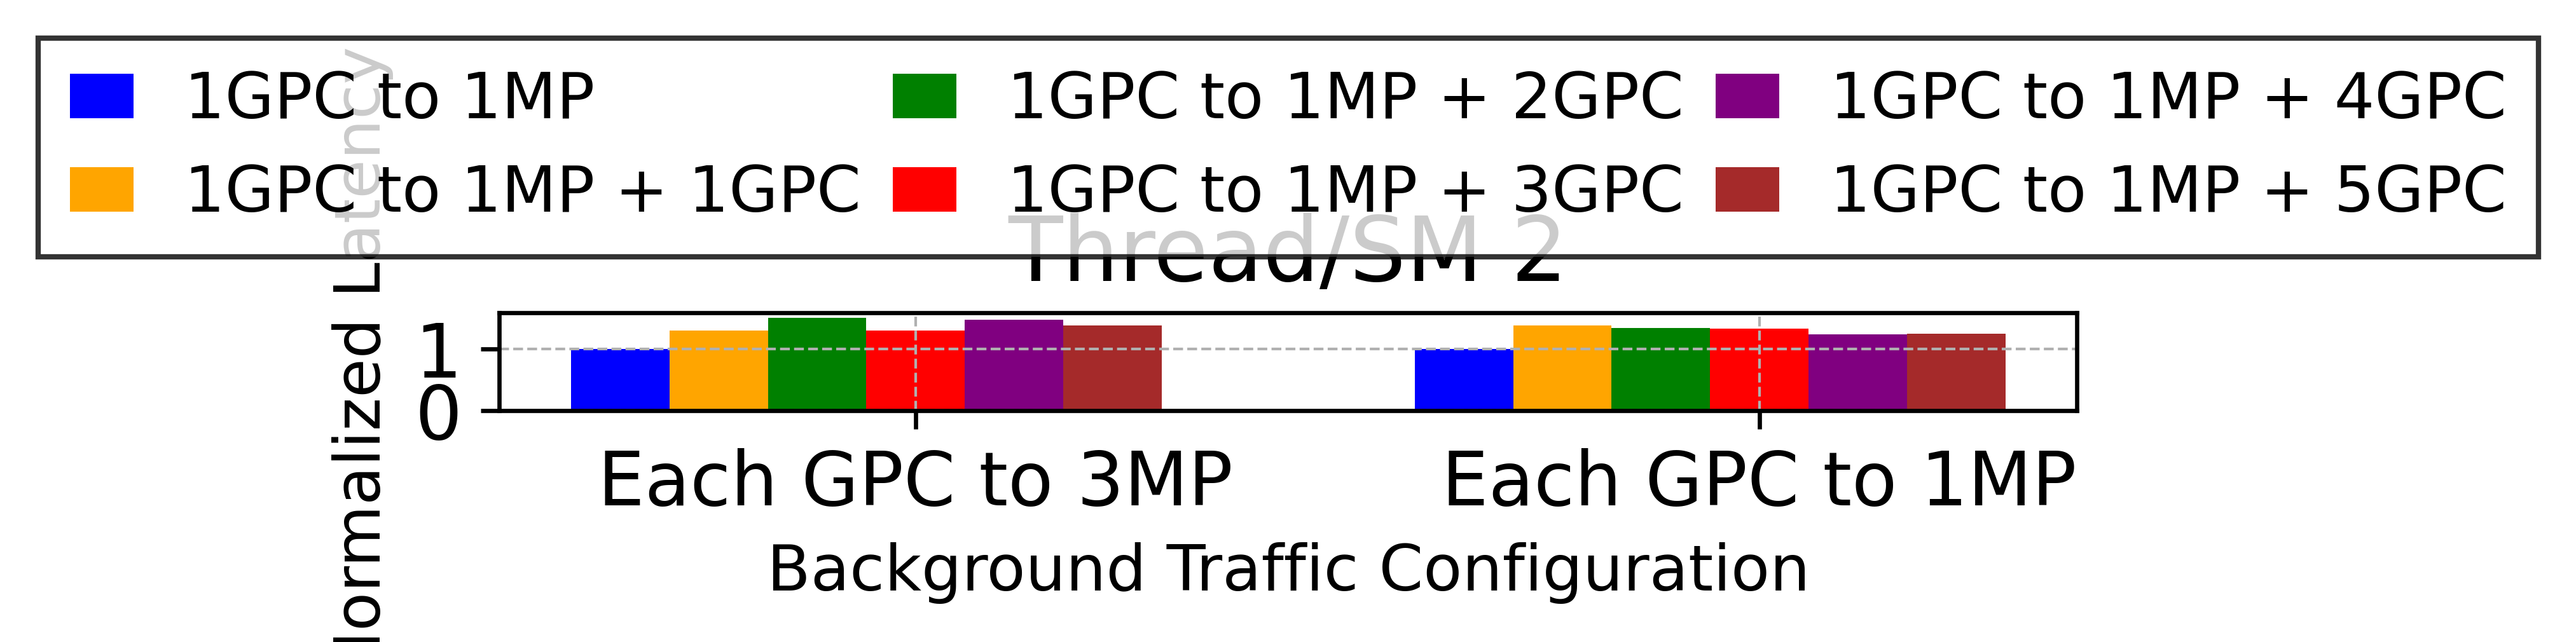 1GPC to 1MP
1GPC to 1MP + 1GPC
1GPC to 1MP + 2GPC
1GPC to 1MP + 3GPC
1GPC to 1MP + 4GPC
1GPC to 1MP + 5GPC
Thread/SM 2
Latency
1
0
Each GPC to 3MP
Each GPC to 1MP
Background Traffic Configuration